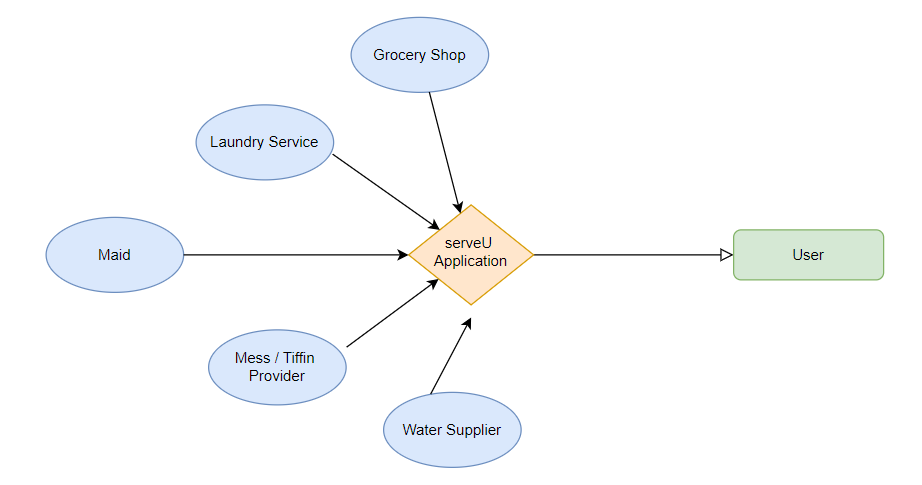 Grocery Shop
Laundry Service
serveU
Application
Maid
User
Mess / Tiffin
Provider
Water Supplier